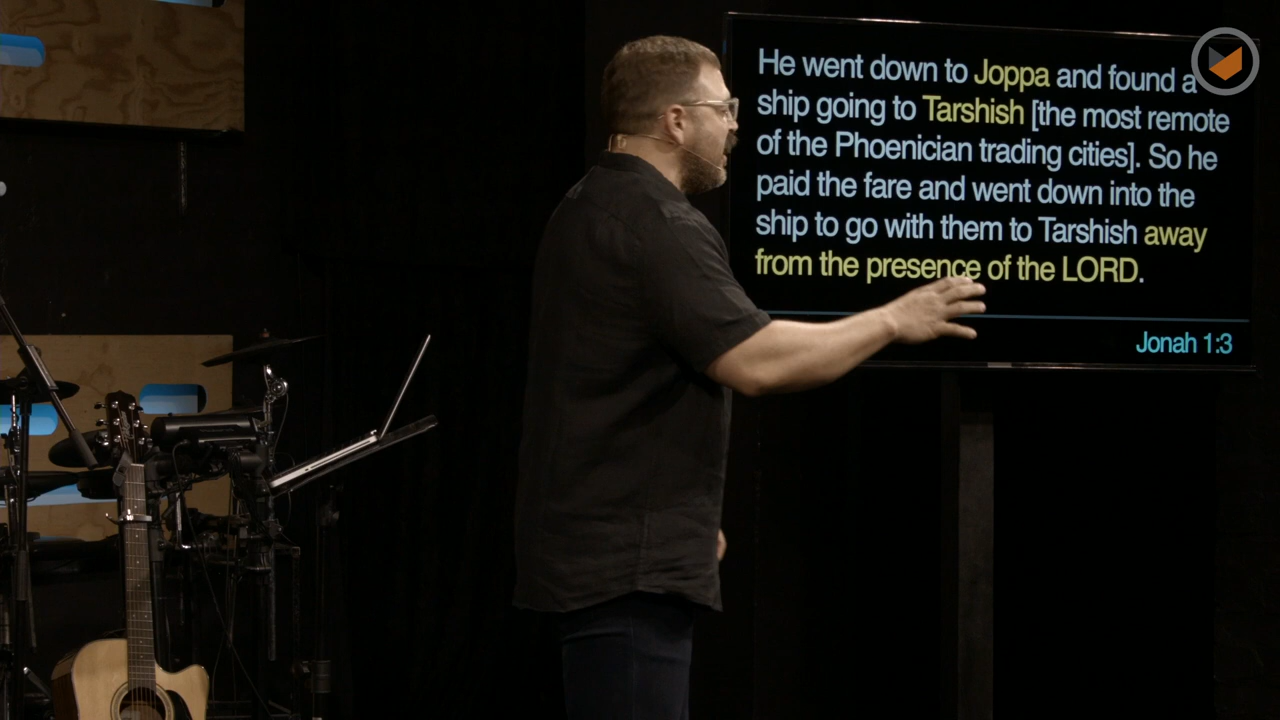 He went down to Joppa and found a
ship going to Tarshish [the most remote
of the Phoenician trading cities]. So he
paid the fare and went down into the
ship to go with them to Tarshish away
from the presence of the LORD.
Jonah 1:3